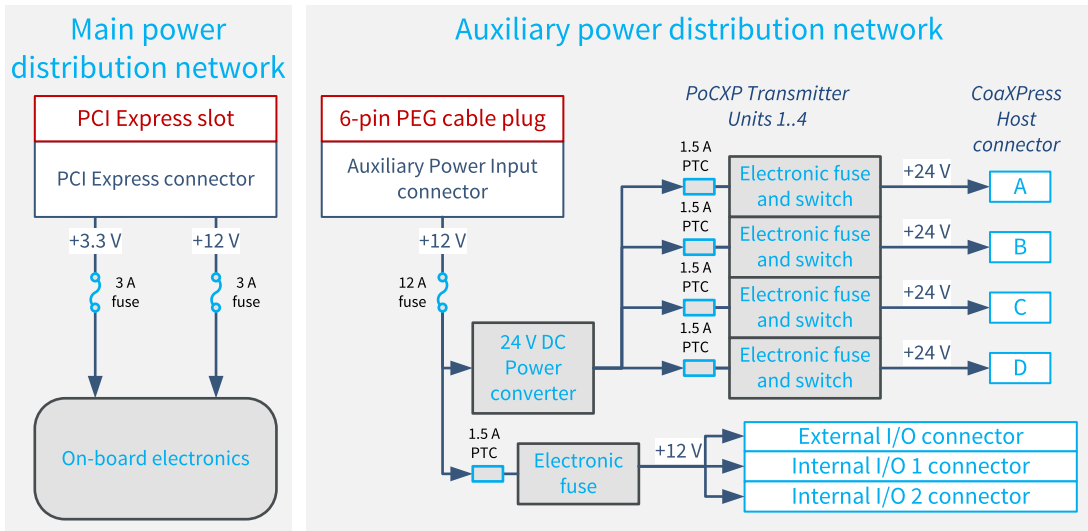 Main power
distribution network
PCI Express slot
PCI Express connector
+3.3 V
+12 V
3 A
fuse
3 A
fuse
On-board electronics
Auxiliary power distribution network
6-pin PEG cable plug
Auxiliary Power Input
connector
+12 V
12 A
fuse
24 V DC
Power
converter
PoCXP Transmitter
Units 1..4
CoaXPress
Host
connector
1.5 A
PTC
Electronic fuse
and switch
+24 V
A
1.5 A
PTC
Electronic fuse
and switch
+24 V
B
1.5 A
PTC
Electronic fuse
and switch
+24 V
C
1.5 A
PTC
Electronic fuse
and switch
+24 V
D
1.5 A
PTC
Electronic
fuse
+12 V
External I/O connector
Internal I/O 1 connector
Internal I/O 2 connector